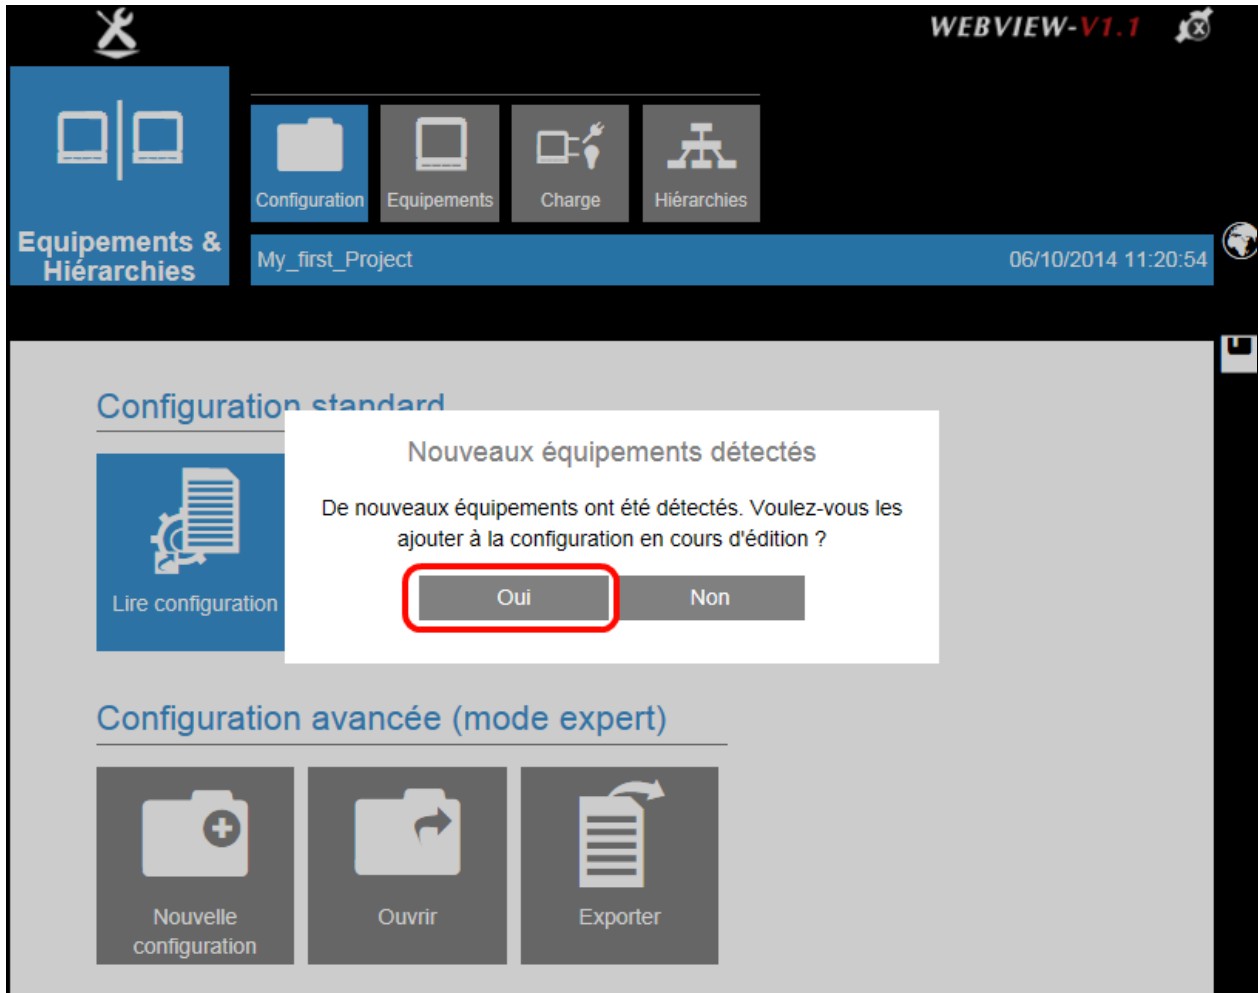 WEBVIEW-V1.1
Configuration
Equipements
Charge
Hiérarchies
Equipements &
Hiérarchies
My_first_Project
06/10/2014 11:20:54
Configuration standard
Nouveaux équipements détectés
De nouveaux équipements ont été détectés. Voulez-vous les
ajouter à la configuration en cours d'édition ?
Oui
Non
Lire configuration
Configuration avancée (mode expert)
Nouvelle
configuration
Ouvrir
Exporter